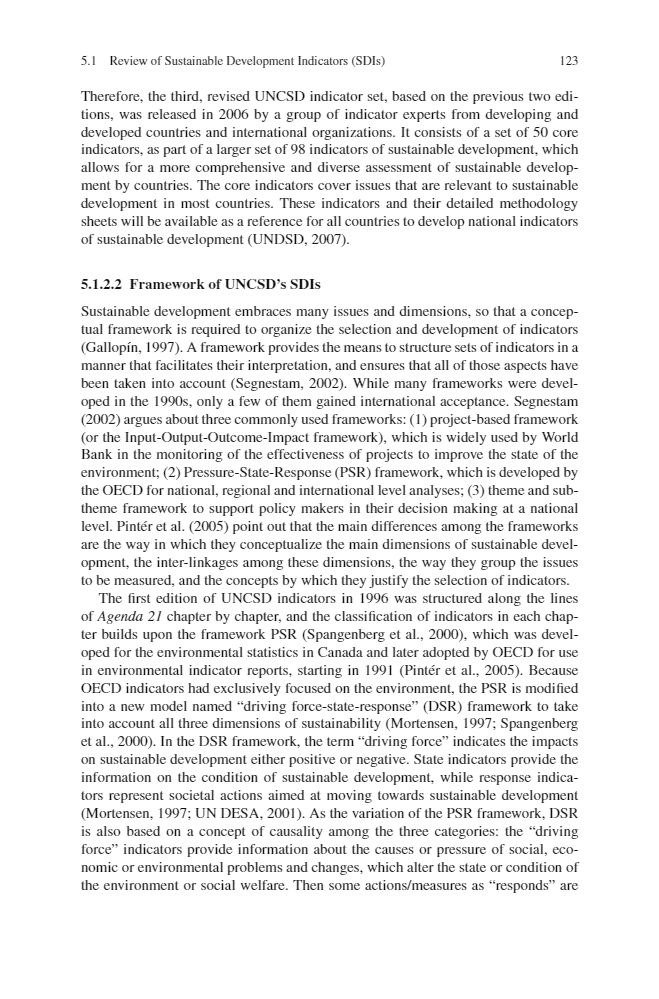 5.1 Review of Sustainable Development Indicators (SDIs) 123
Therefore, the third, revised UNCSD indicator set, based on the previous two edi-
tions, was released in 2006 by a group of indicator experts from developing and
developed countries and international organizations. It consists of a set of 50 core
indicators, as part of a larger set of 98 indicators of sustainable development, which
allows for a more comprehensive and diverse assessment of sustainable develop-
ment by countries. The core indicators cover issues that are relevant to sustainable
development in most countries. These indicators and their detailed methodology
sheets will be available as a reference for all countries to develop national indicators
of sustainable development (UNDSD, 2007).
5.1.2.2 Framework of UNCSD's SDIs
Sustainable development embraces many issues and dimensions, so that a concep-
tual framework is required to organize the selection and development of indicators
(Gallopín, 1997). A framework provides the means to structure sets of indicators in a
manner that facilitates their interpretation, and ensures that all of those aspects have
been taken into account (Segnestam, 2002). While many frameworks were devel-
oped in the 1990s, only a few of them gained international acceptance. Segnestam
(2002) argues about three commonly used frameworks: (1) project-based framework
(or the Input-Output-Outcome-Impact framework), which is widely used by World
Bank in the monitoring of the effectiveness of projects to improve the state of the
environment; (2) Pressure-State-Response (PSR) framework, which is developed by
the OECD for national, regional and international level analyses; (3) theme and sub-
theme framework to support policy makers in their decision making at a national
level. Pintér et al. (2005) point out that the main differences among the frameworks
are the way in which they conceptualize the main dimensions of sustainable devel-
opment, the inter-linkages among these dimensions, the way they group the issues
to be measured, and the concepts by which they justify the selection of indicators.
The first edition of UNCSD indicators in 1996 was structured along the lines
of Agenda 21 chapter by chapter, and the classification of indicators in each chap-
ter builds upon the framework PSR (Spangenberg et al., 2000), which was devel-
oped for the environmental statistics in Canada and later adopted by OECD for use
in environmental indicator reports, starting in 1991 (Pintér et al., 2005). Because
OECD indicators had exclusively focused on the environment, the PSR is modified
into a new model named “driving force-state-response” (DSR) framework to take
into account all three dimensions of sustainability (Mortensen, 1997; Spangenberg
et al., 2000). In the DSR framework, the term “driving force” indicates the impacts
on sustainable development either positive or negative. State indicators provide the
information on the condition of sustainable development, while response indica-
tors represent societal actions aimed at moving towards sustainable development
(Mortensen, 1997; UN DESA, 2001). As the variation of the PSR framework, DSR
is also based on a concept of causality among the three categories: the “driving
force” indicators provide information about the causes or pressure of social, eco-
nomic or environmental problems and changes, which alter the state or condition of
the environment or social welfare. Then some actions/measures as “responds” are